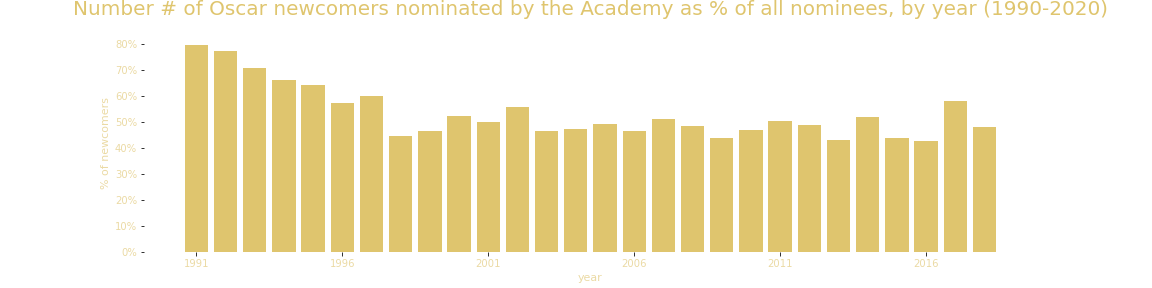 Number # of Oscar newcomers nominated by the Academy as % of all nominees, by year (1990-2020)
80%
70%
60%
50%
40%
30%
20%
10%
0%
% of newcomers
1991 1996 2001 2006 2011 2016
year